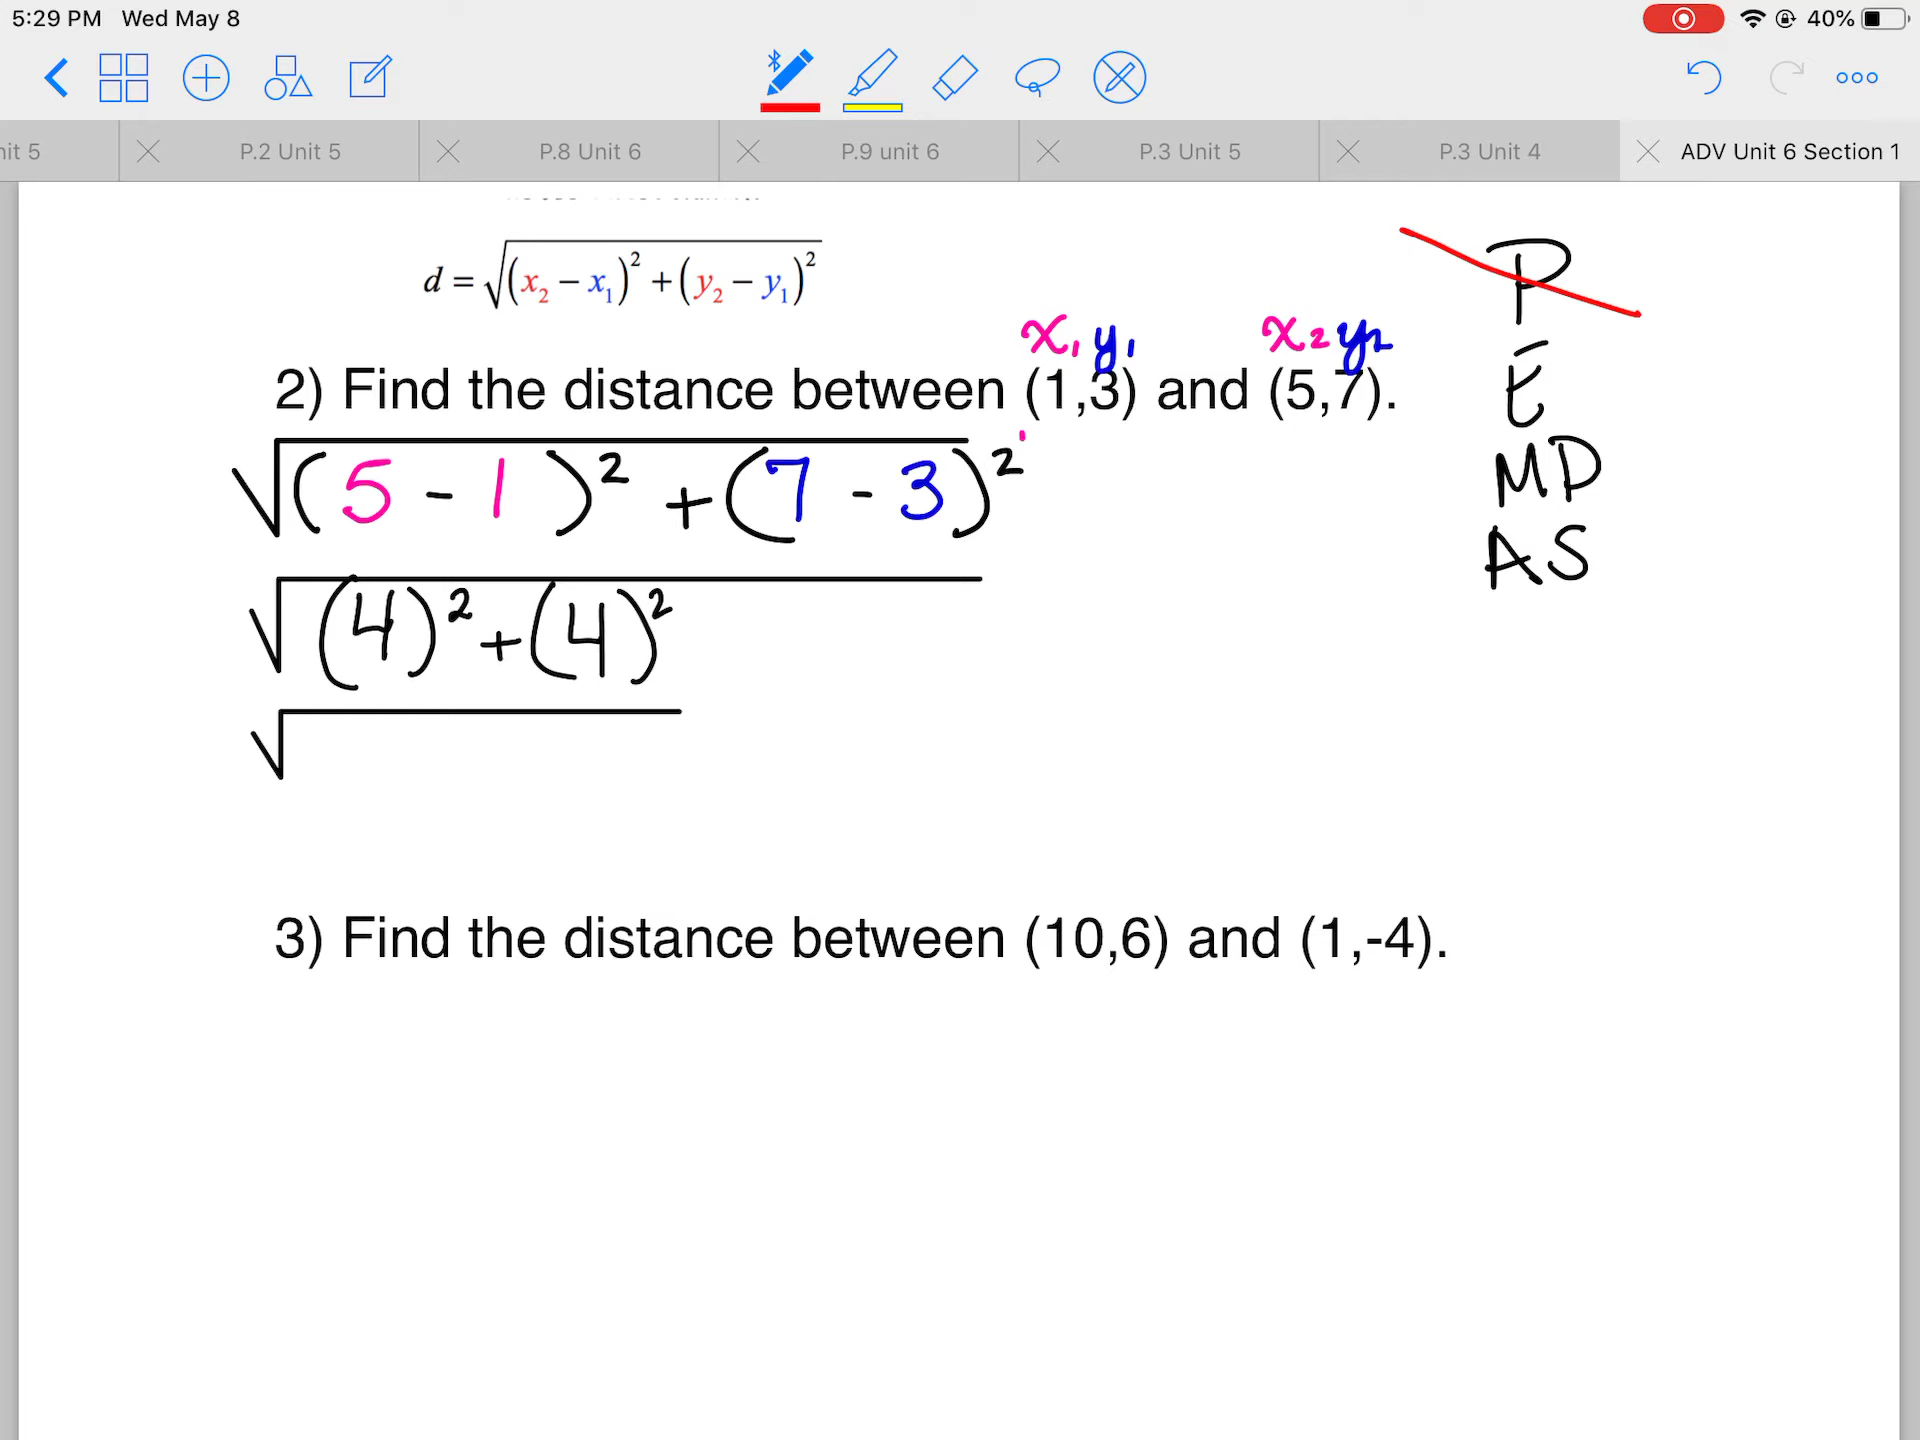 5:29 PM Wed May 8
40%
nit 5
P.2 Unit 5
P.8 Unit 6
P.9 unit 6
P.3 Unit 5
P.3 Unit 4
ADV Unit 6 Section 1
d = √(x₂ − x₁)² + (y₂ − y₁)²
x₁ y₁ x₂ y₂
2) Find the distance between (1,3) and (5,7).
√(5 - 1)² + (7 - 3)²
√(4)² + (4)²
√
P
E
MD
AS
3) Find the distance between (10,6) and (1,-4).